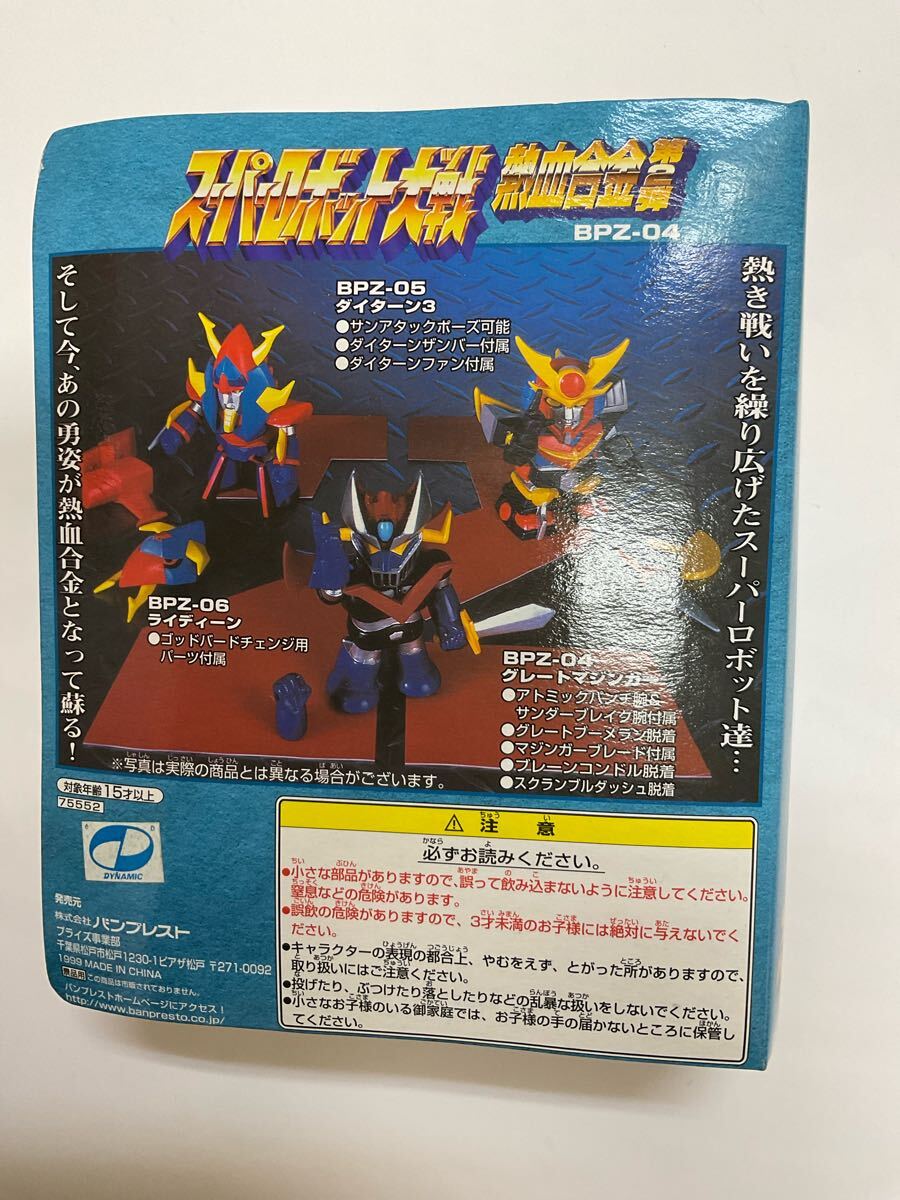 スーパーロボット大戦 熱血合金 第2弾
BPZ-04
熱き戦いを繰り広げたスーパーロボット達…
そして今、あの勇姿が熱血合金となって蘇る!
BPZ-05
ダイターン3
●サンアタックポーズ可能
●ダイターンザンバー付属
●ダイターンファン付属
BPZ-06
ライディーン
●ゴッドバードチェンジ用
パーツ付属
BPZ-04
グレートマジンガー
●アトミックパンチ腕&
サンダーブレイク腕付属
●グレートブーメラン脱着
●マジンガーブレード付属
●ブレーンコンドル脱着
●スクランブルダッシュ脱着
※写真は実際の商品とは異なる場合がございます。
対象年齢15才以上
75552
DYNAMIC
発売元
株式会社バンプレスト
プライズ事業部
千葉県松戸市松戸1230-1ピアザ松戸 〒271-0092
1999 MADE IN CHINA
景品用 この商品は市販されておりません。
バンプレストホームページにアクセス!
http://www.banpresto.co.jp/
⚠ 注意
必ずお読みください。
●小さな部品がありますので、誤って飲み込まないように注意してください。
窒息などの危険があります。
●誤飲の危険がありますので、3才未満のお子様には絶対に与えないでく
ださい。
●キャラクターの表現の都合上、やむをえず、とがった所がありますので、
取り扱いにはご注意ください。
●投げたり、ぶつけたり落としたりなどの乱暴な扱いをしないでください。
●小さなお子様のいる御家庭では、お子様の手の届かないところに保管し
てください。